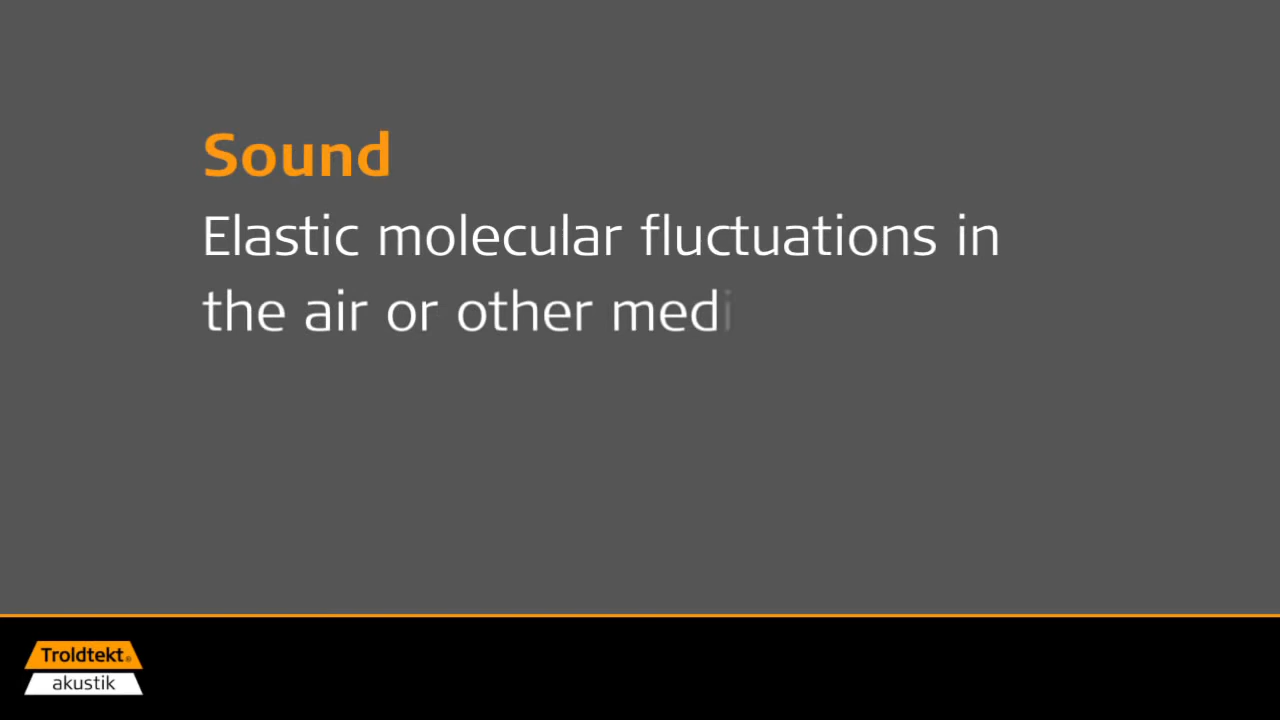 Sound
Elastic molecular fluctuations in
the air or other medi
Troldtekt®
akustik